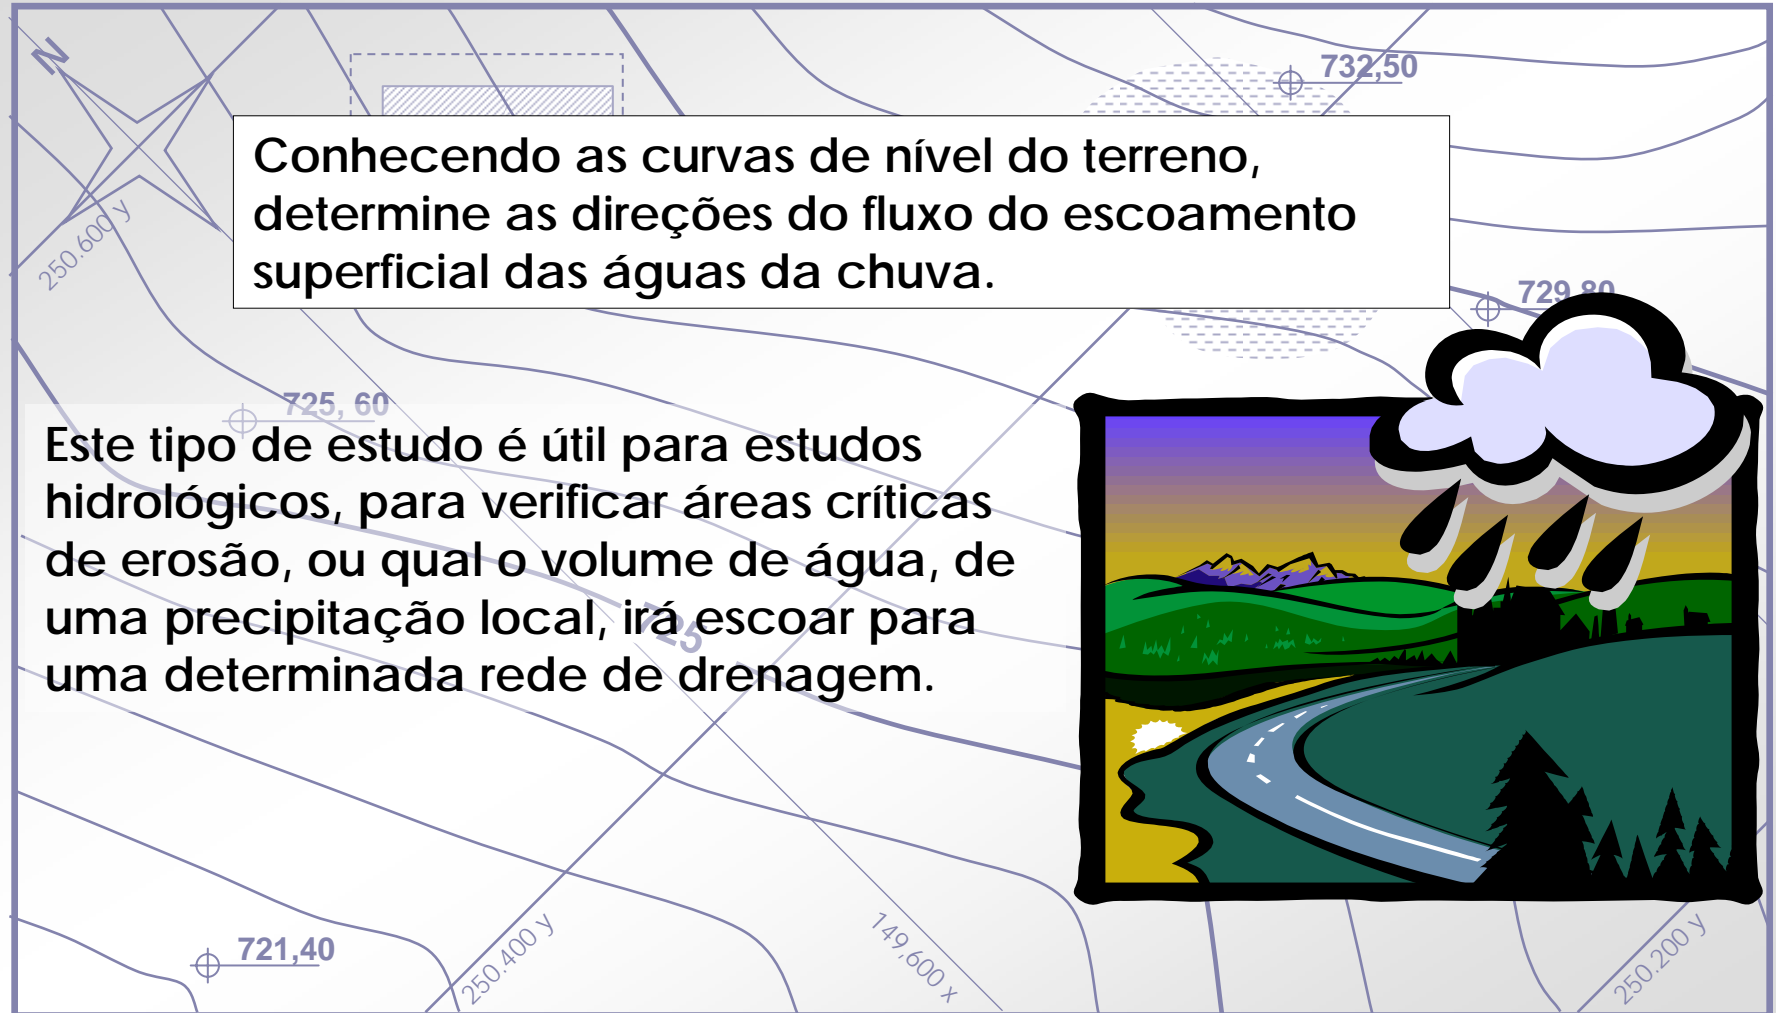 N
732,50
Conhecendo as curvas de nível do terreno,
determine as direções do fluxo do escoamento
superficial das águas da chuva.
250.600 y
729,80
725, 60
Este tipo de estudo é útil para estudos
hidrológicos, para verificar áreas críticas
de erosão, ou qual o volume de água, de
uma precipitação local, irá escoar para
uma determinada rede de drenagem.
725
721,40
250.400 y
149,600 x
250.200 y